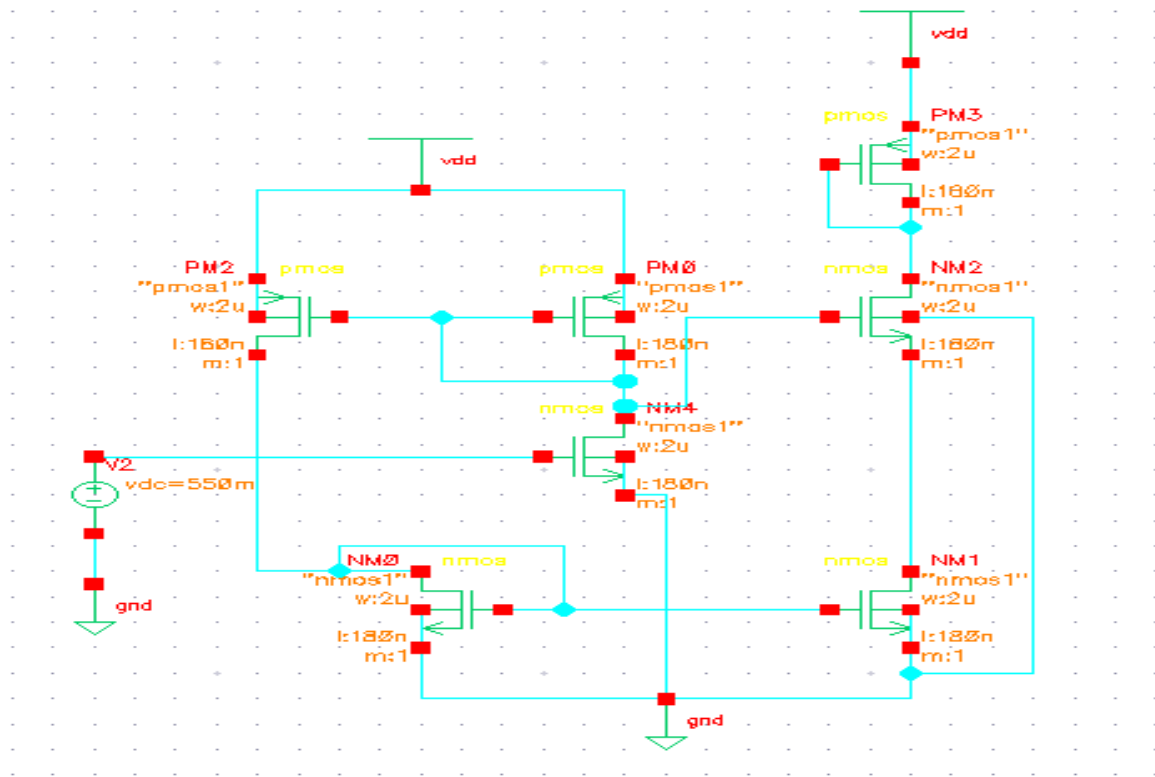 vdd
pmos PM3
"pmos1"
w:2u
l:180n
m:1
vdd
PM2 pmos
"pmos1"
w:2u
l:180n
m:1
pmos PM0
"pmos1"
w:2u
l:180n
m:1
nmos NM2
"nmos1"
w:2u
l:180n
m:1
nmos NM4
"nmos1"
w:2u
l:180n
m:1
V2
vdc=550m
gnd
NM0 nmos
"nmos1"
w:2u
l:180n
m:1
nmos NM1
"nmos1"
w:2u
l:180n
m:1
gnd